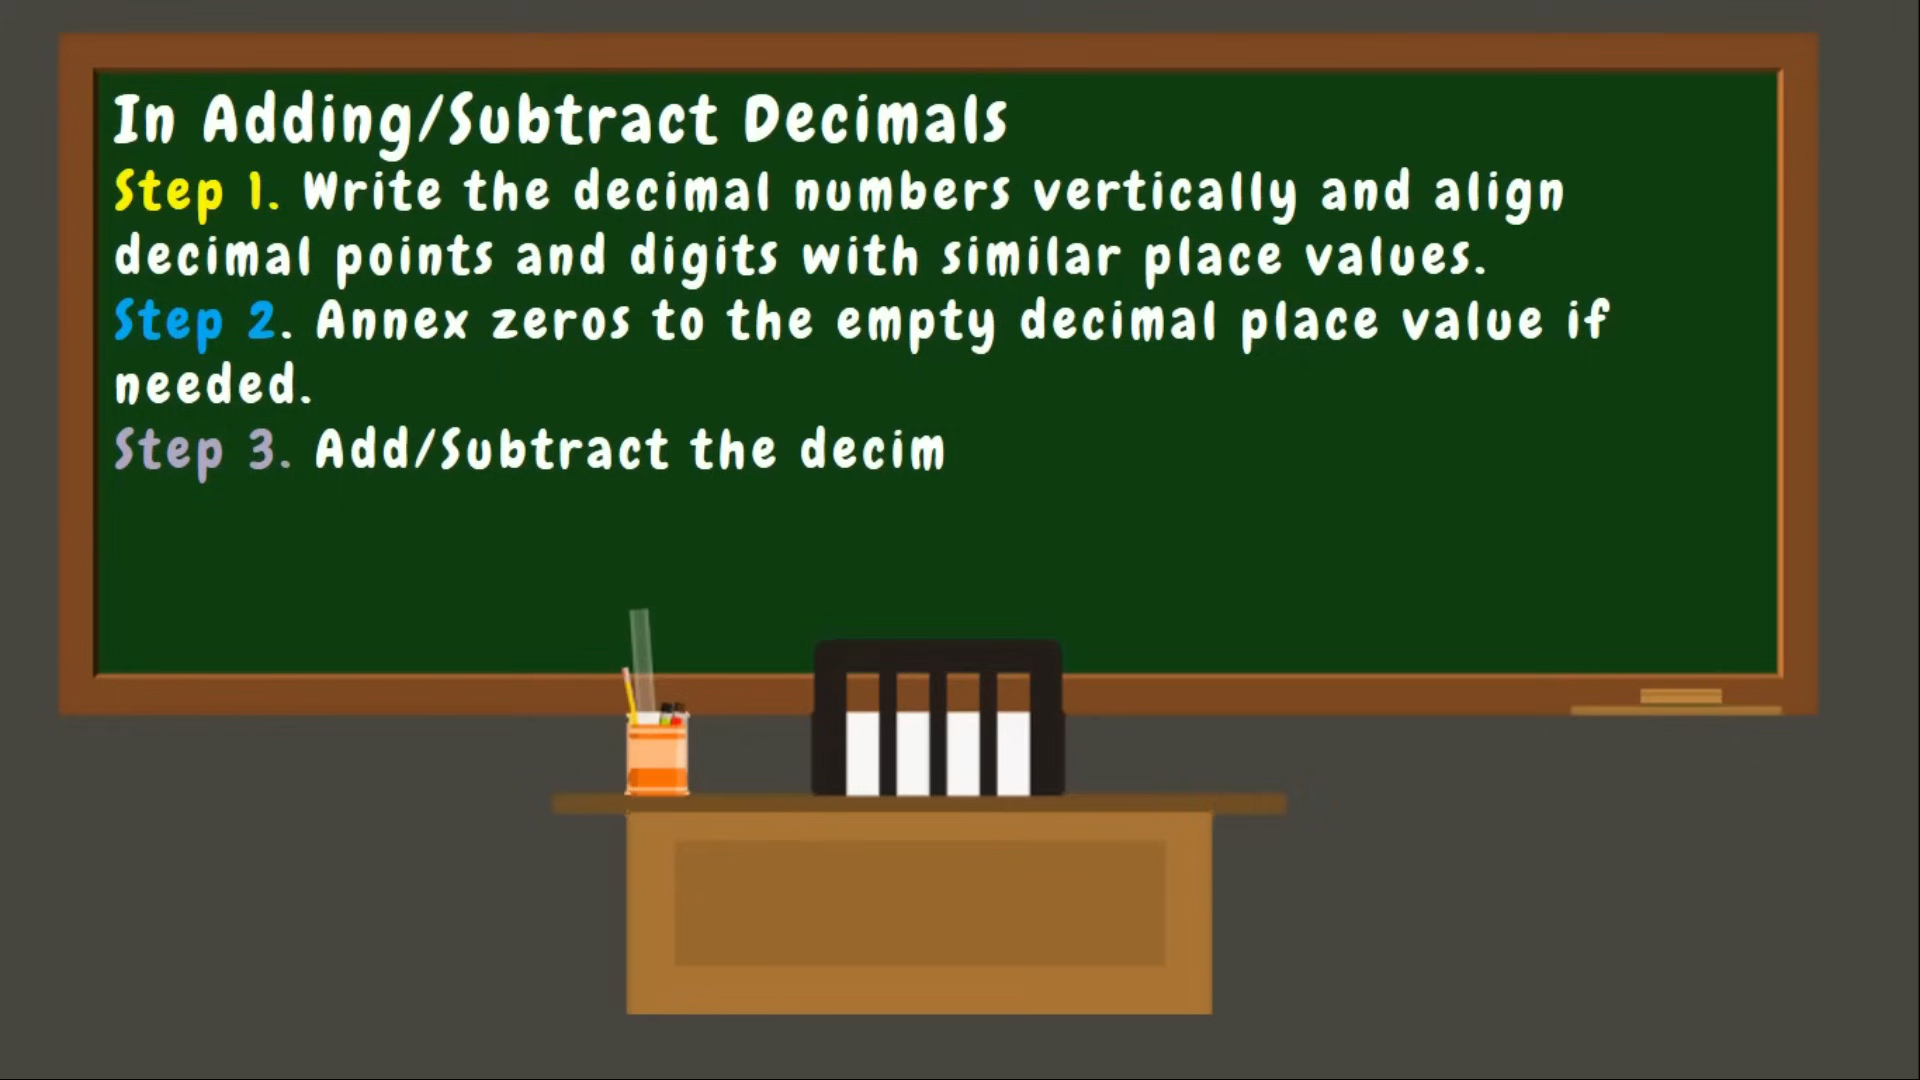 In Adding/Subtract Decimals
Step 1. Write the decimal numbers vertically and align
decimal points and digits with similar place values.
Step 2. Annex zeros to the empty decimal place value if
needed.
Step 3. Add/Subtract the decim